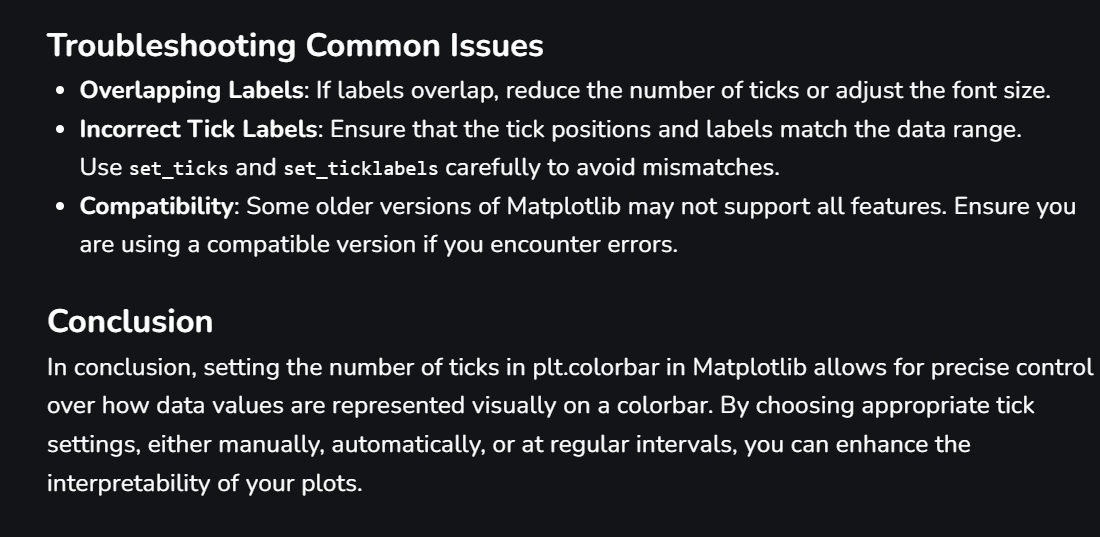 Troubleshooting Common Issues
• Overlapping Labels: If labels overlap, reduce the number of ticks or adjust the font size.
• Incorrect Tick Labels: Ensure that the tick positions and labels match the data range.
Use set_ticks and set_ticklabels carefully to avoid mismatches.
• Compatibility: Some older versions of Matplotlib may not support all features. Ensure you
are using a compatible version if you encounter errors.
Conclusion
In conclusion, setting the number of ticks in plt.colorbar in Matplotlib allows for precise control
over how data values are represented visually on a colorbar. By choosing appropriate tick
settings, either manually, automatically, or at regular intervals, you can enhance the
interpretability of your plots.